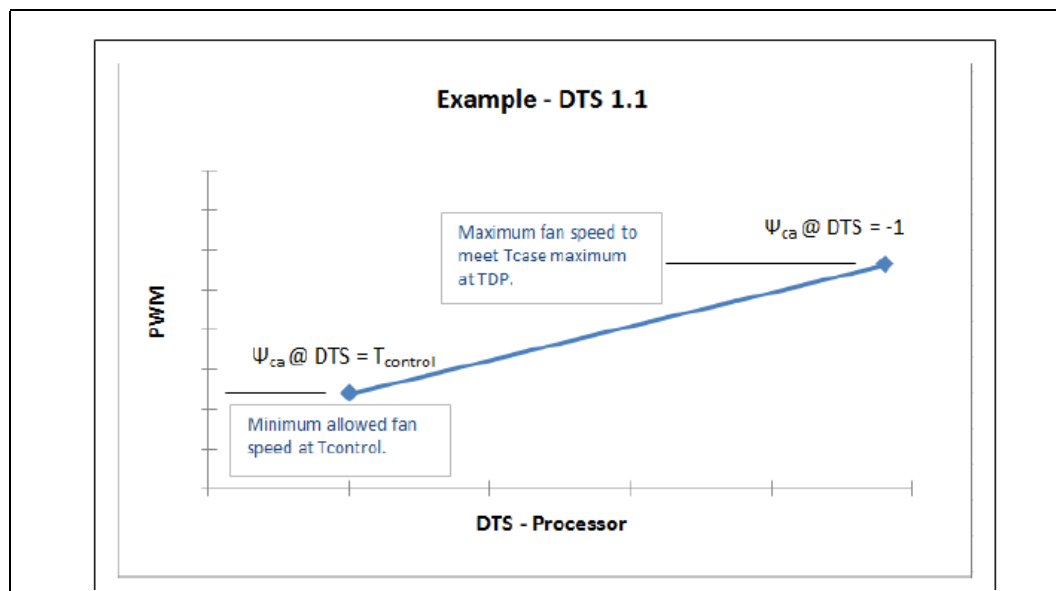 Example - DTS 1.1
Ψca @ DTS = -1
Maximum fan speed to
meet Tcase maximum
at TDP.
PWM
Ψca @ DTS = Tcontrol
Minimum allowed fan
speed at Tcontrol.
DTS - Processor